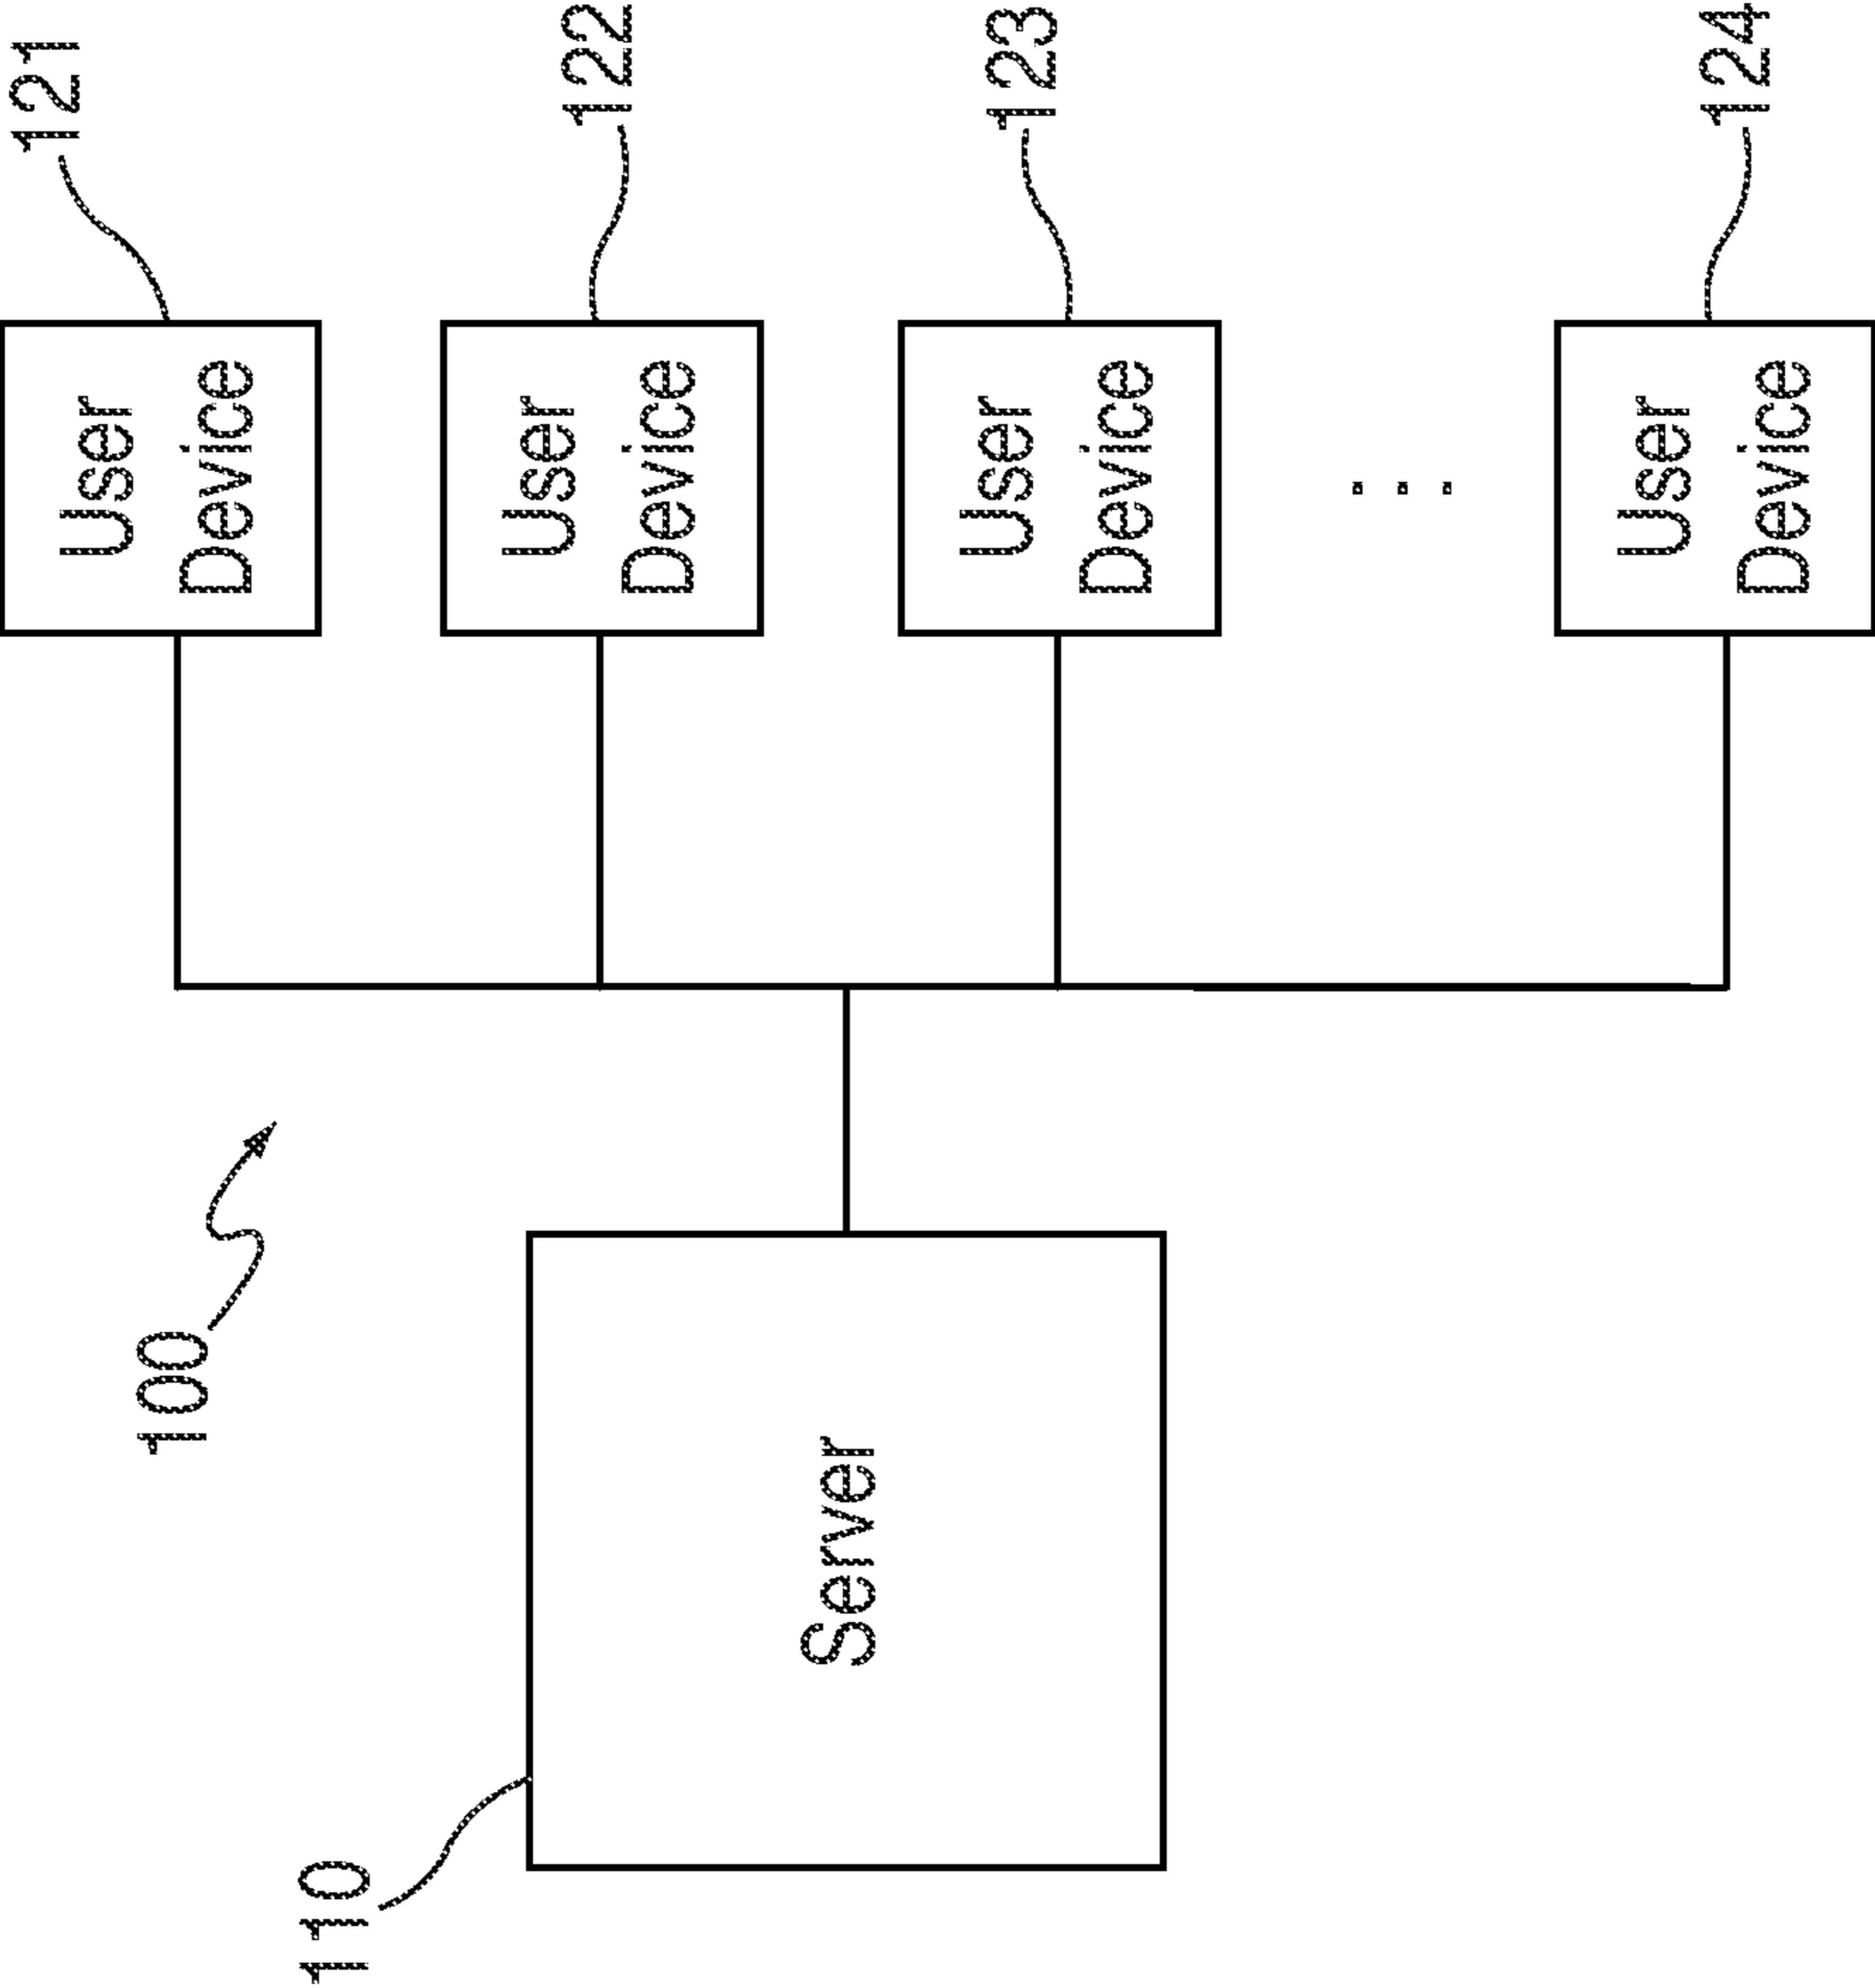 100
110
Server
121
User
Device
122
User
Device
123
User
Device
. . .
124
User
Device